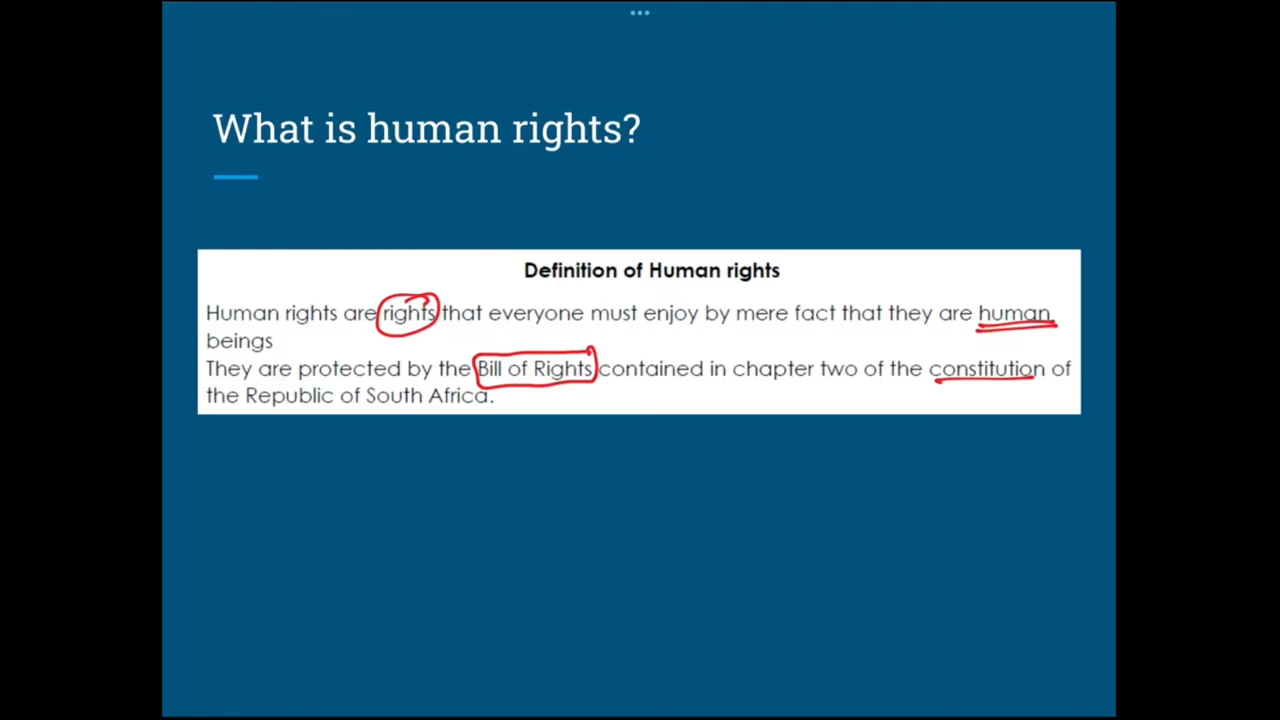 What is human rights?
Definition of Human rights
Human rights are rights that everyone must enjoy by mere fact that they are human
beings
They are protected by the Bill of Rights contained in chapter two of the constitution of
the Republic of South Africa.